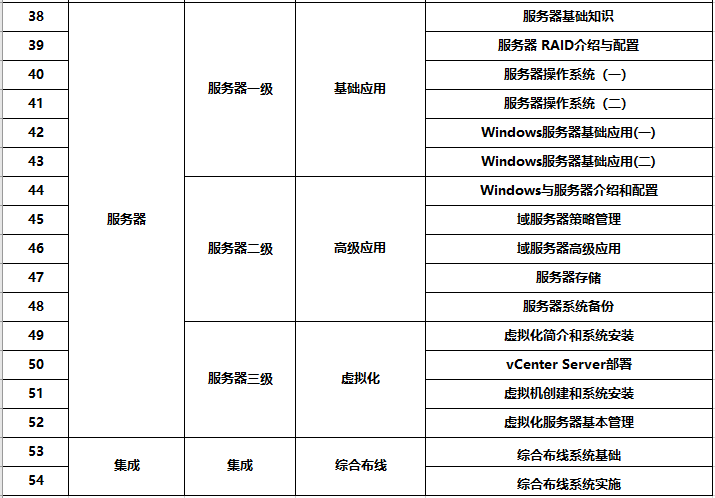 38 服务器基础知识
39 服务器 RAID介绍与配置
40 服务器操作系统（一）
服务器一级 基础应用
41 服务器操作系统（二）
42 Windows服务器基础应用(一)
43 Windows服务器基础应用(二)
44 Windows与服务器介绍和配置
45 服务器 域服务器策略管理
46 服务器二级 高级应用 域服务器高级应用
47 服务器存储
48 服务器系统备份
49 虚拟化简介和系统安装
50 vCenter Server部署
服务器三级 虚拟化
51 虚拟机创建和系统安装
52 虚拟化服务器基本管理
53 综合布线系统基础
集成 集成 综合布线
54 综合布线系统实施